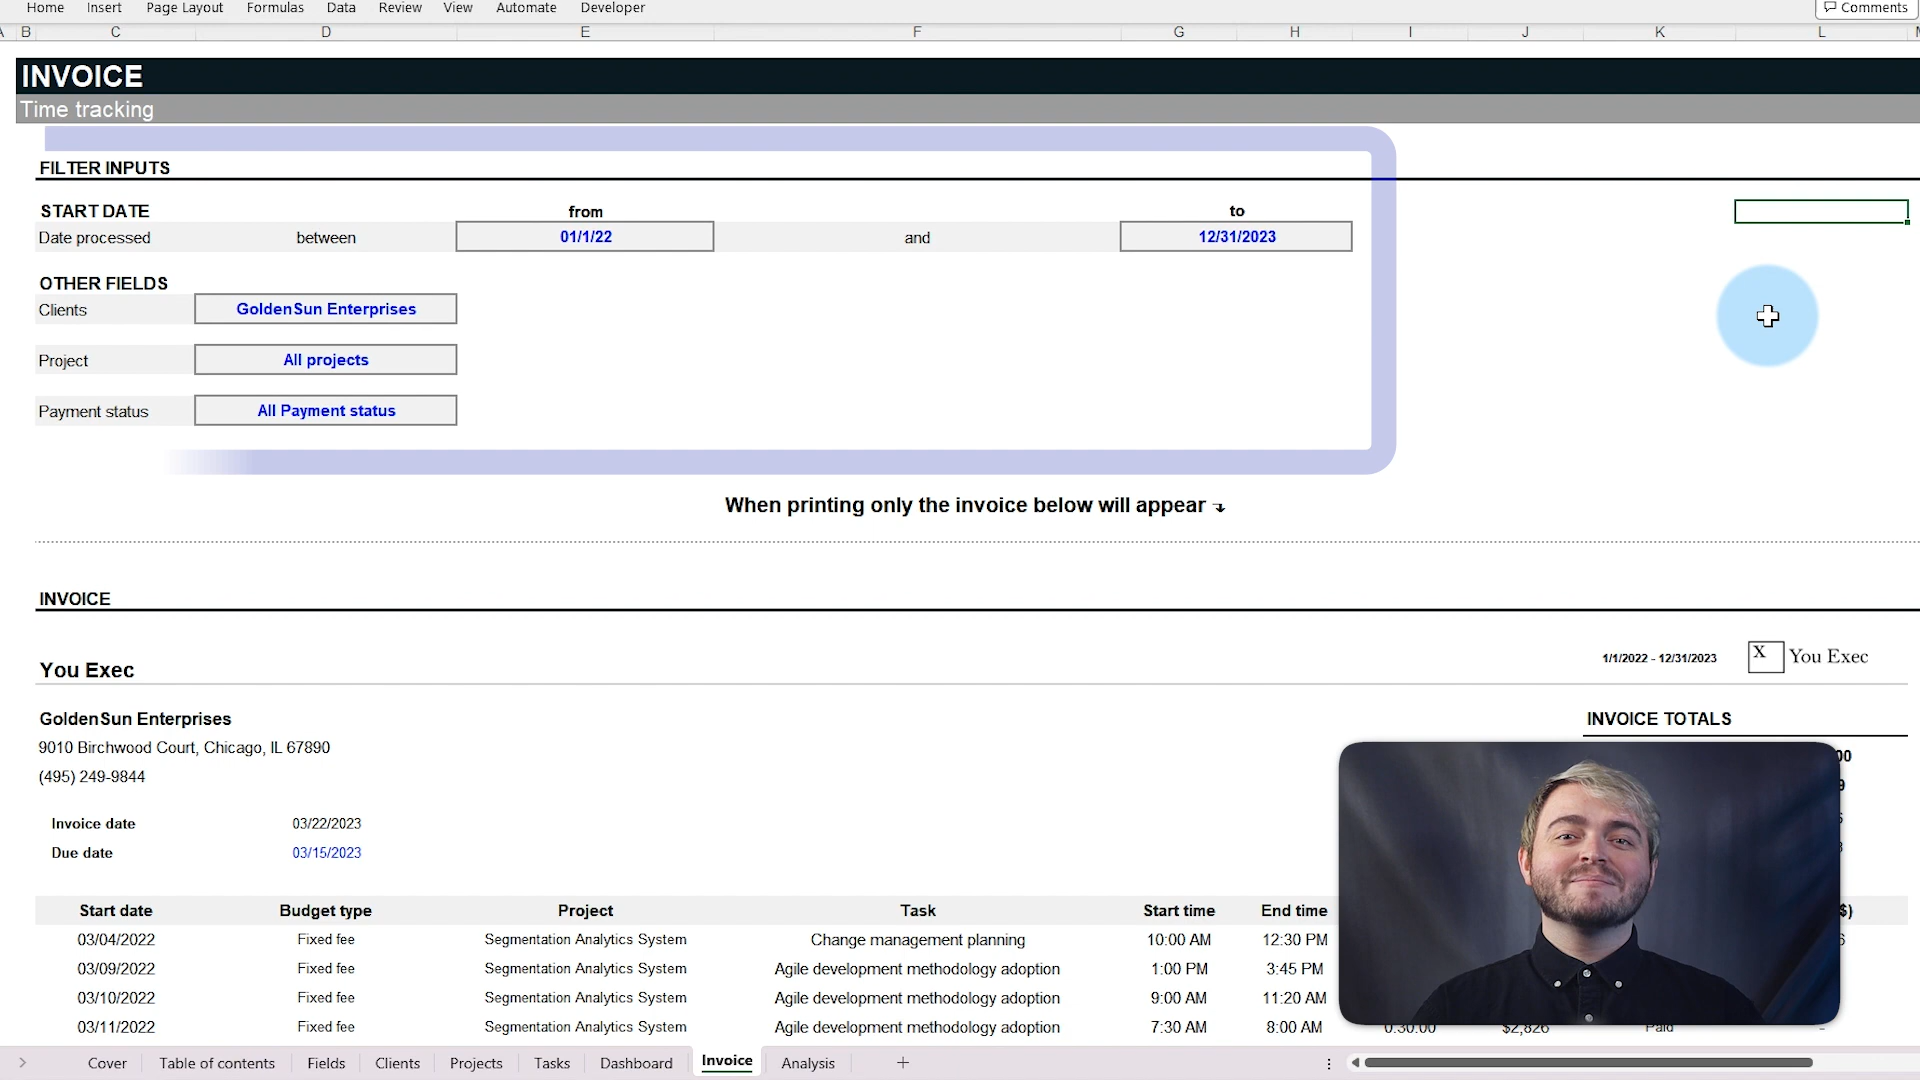 Home Insert Page Layout Formulas Data Review View Automate Developer Comments
B C D E F G H I J K L
INVOICE
Time tracking
FILTER INPUTS
START DATE from to
Date processed between 01/1/22 and 12/31/2023
OTHER FIELDS
Clients GoldenSun Enterprises
Project All projects
Payment status All Payment status
When printing only the invoice below will appear
INVOICE
You Exec 1/1/2022 - 12/31/2023 X You Exec
GoldenSun Enterprises INVOICE TOTALS
9010 Birchwood Court, Chicago, IL 67890
(495) 249-9844
Invoice date 03/22/2023
Due date 03/15/2023
Start date Budget type Project Task Start time End time
03/04/2022 Fixed fee Segmentation Analytics System Change management planning 10:00 AM 12:30 PM
03/09/2022 Fixed fee Segmentation Analytics System Agile development methodology adoption 1:00 PM 3:45 PM
03/10/2022 Fixed fee Segmentation Analytics System Agile development methodology adoption 9:00 AM 11:20 AM
03/11/2022 Fixed fee Segmentation Analytics System Agile development methodology adoption 7:30 AM 8:00 AM 0:30:00 $2,826 Paid -
Cover Table of contents Fields Clients Projects Tasks Dashboard Invoice Analysis